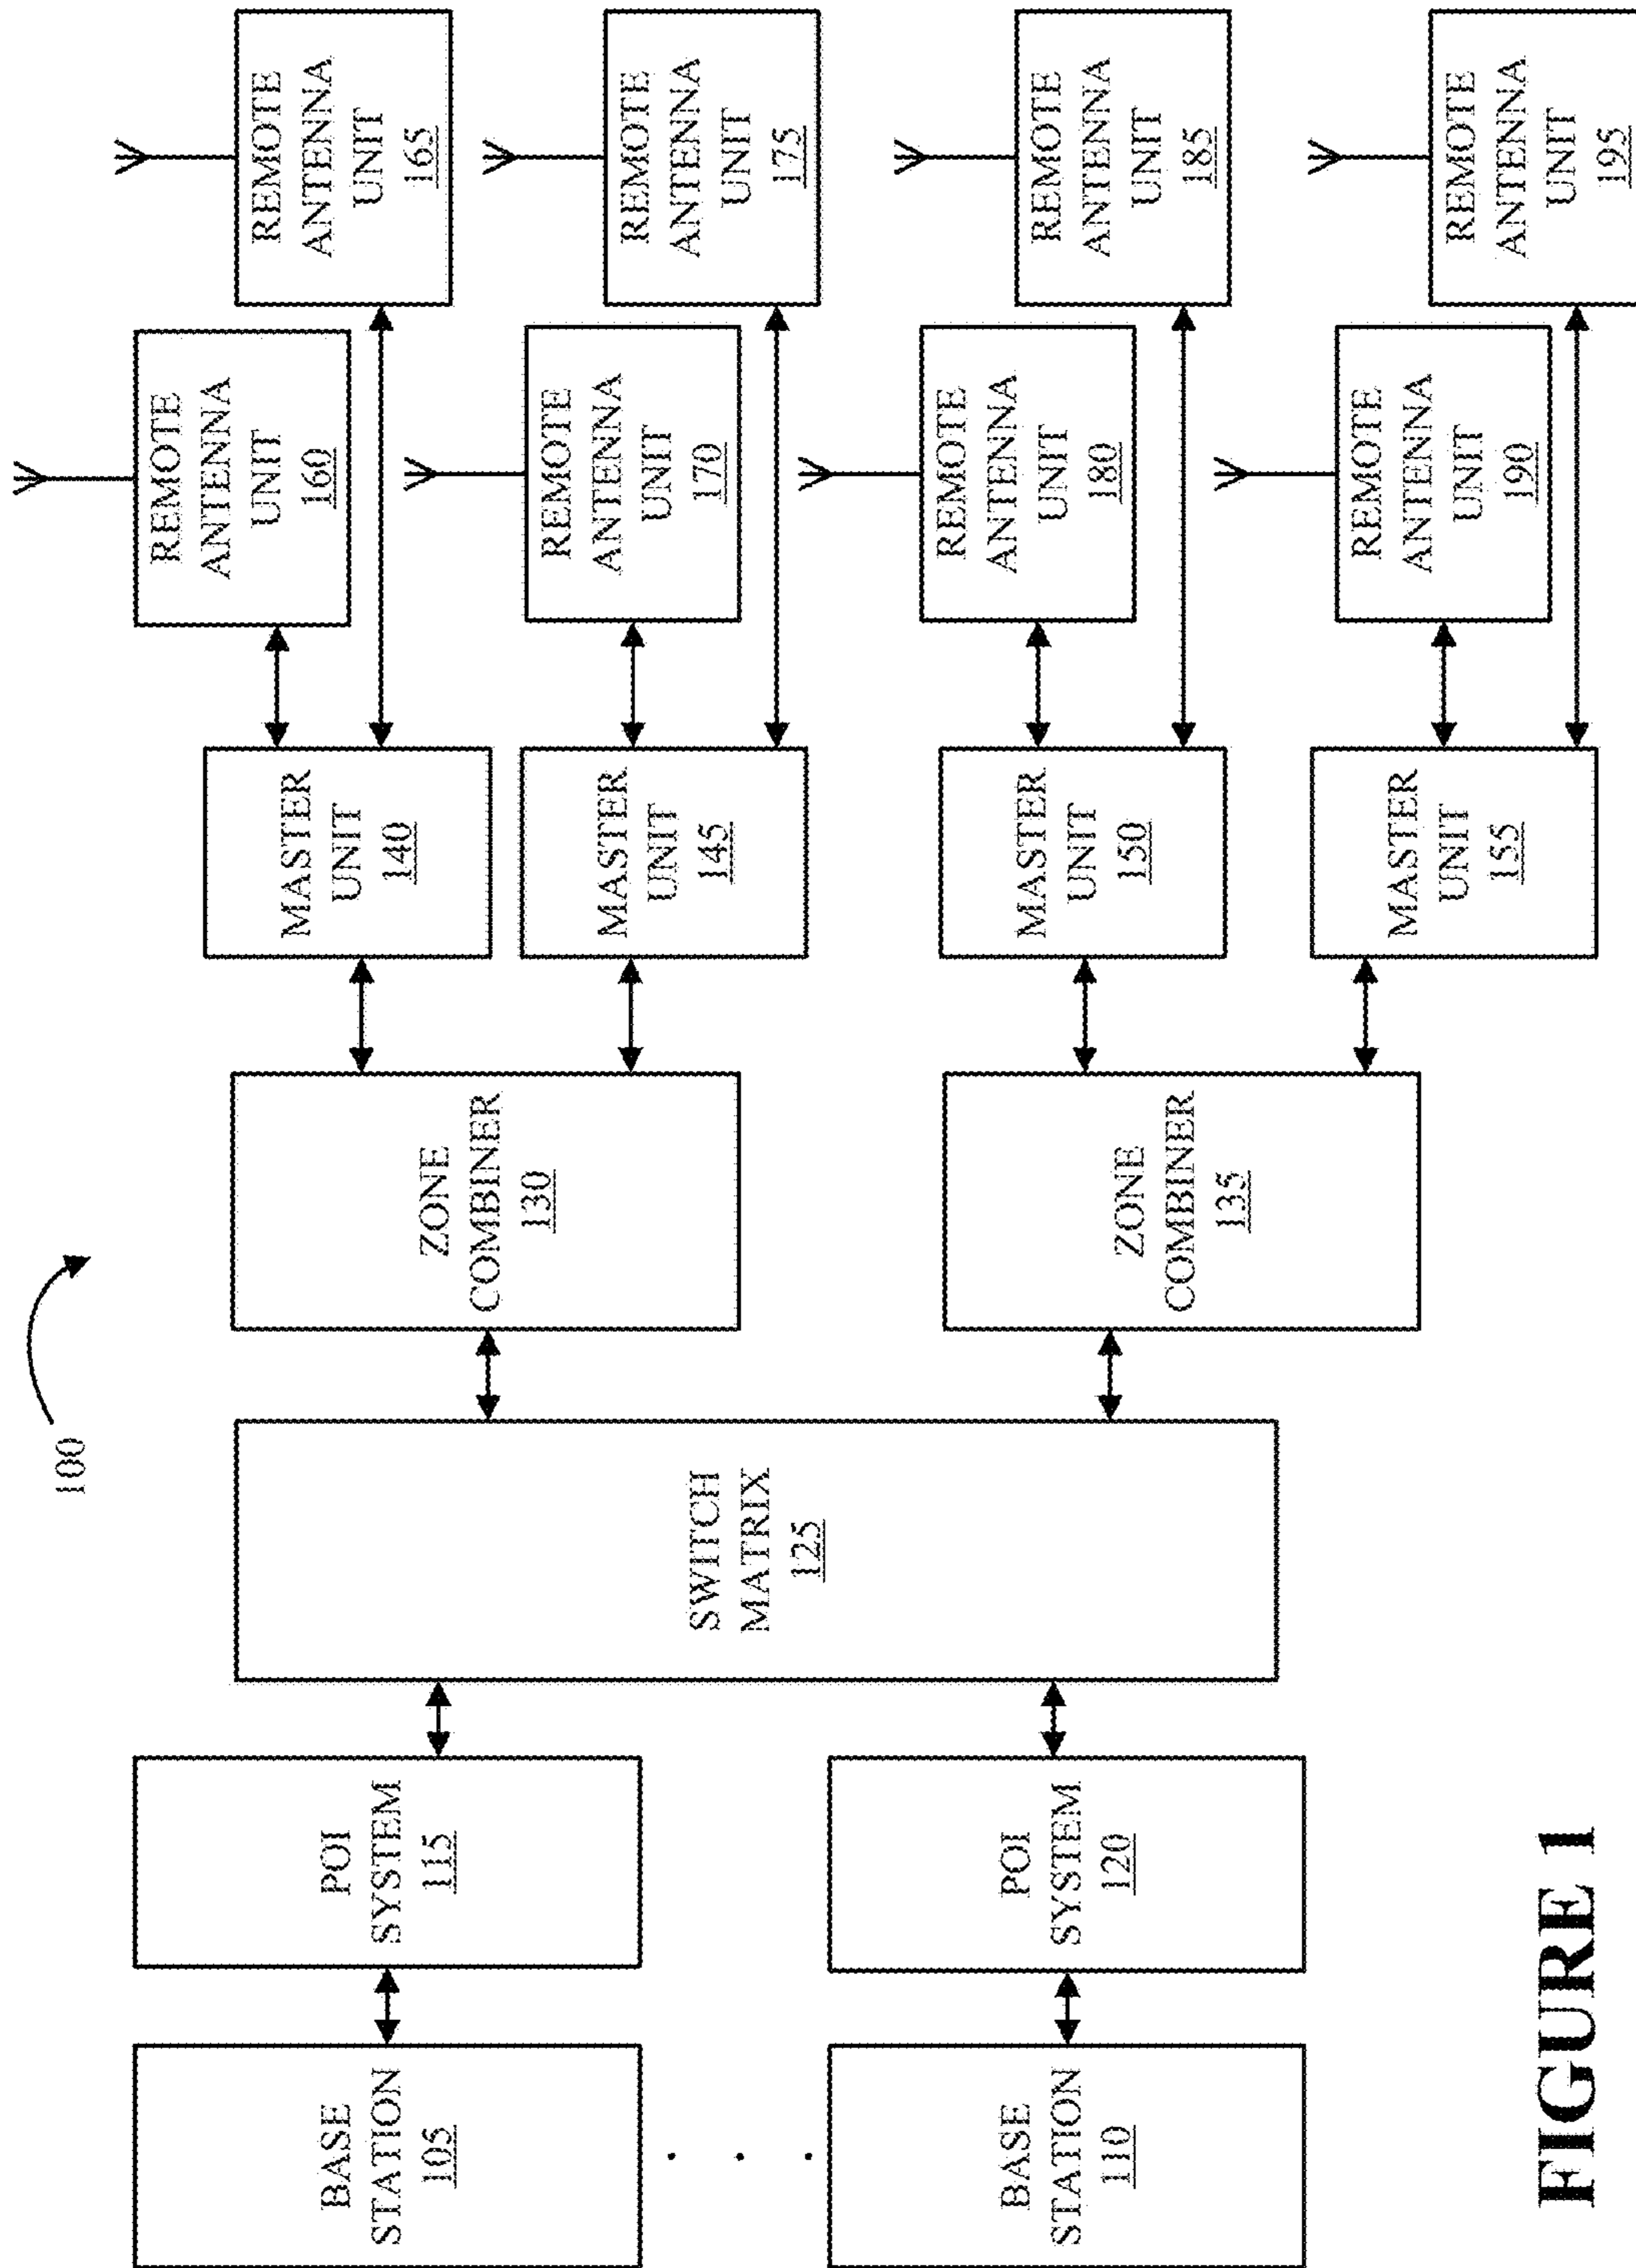 100
BASE
STATION
105
BASE
STATION
110
POI
SYSTEM
115
POI
SYSTEM
120
SWITCH
MATRIX
125
ZONE
COMBINER
130
ZONE
COMBINER
135
MASTER
UNIT
140
MASTER
UNIT
145
MASTER
UNIT
150
MASTER
UNIT
155
REMOTE
ANTENNA
UNIT
160
REMOTE
ANTENNA
UNIT
165
REMOTE
ANTENNA
UNIT
170
REMOTE
ANTENNA
UNIT
175
REMOTE
ANTENNA
UNIT
180
REMOTE
ANTENNA
UNIT
185
REMOTE
ANTENNA
UNIT
190
REMOTE
ANTENNA
UNIT
195
FIGURE 1